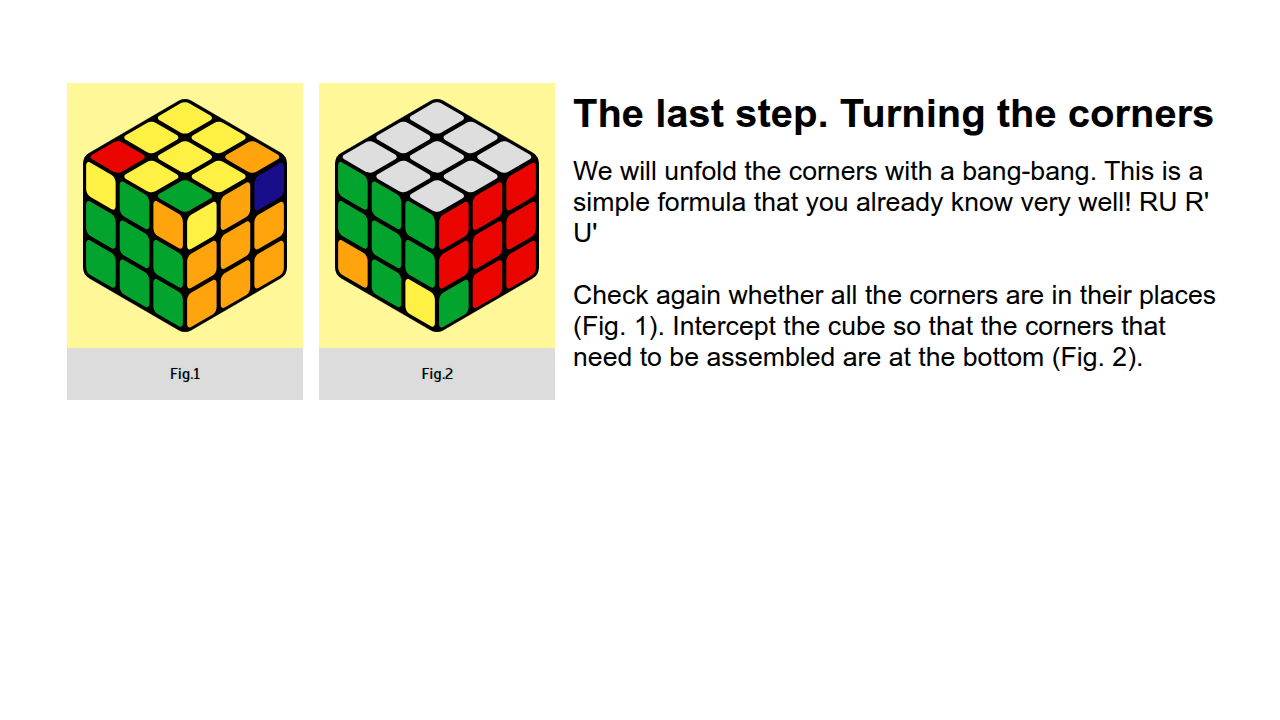 The last step. Turning the corners
We will unfold the corners with a bang-bang. This is a
simple formula that you already know very well! RU R'
U'
Check again whether all the corners are in their places
(Fig. 1). Intercept the cube so that the corners that
need to be assembled are at the bottom (Fig. 2).
Fig.1
Fig.2